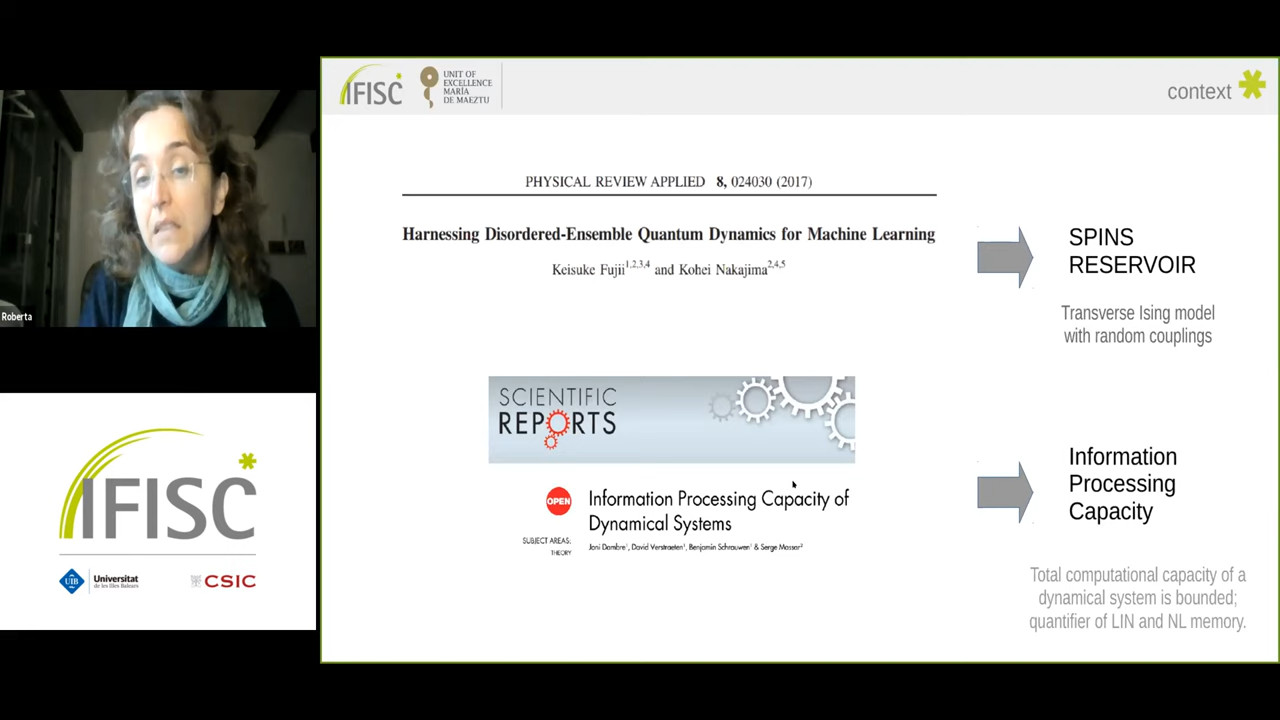 Roberta
IFISC
UIB
Universitat
de les Illes Balears
CSIC
IFISC
UNIT OF
EXCELLENCE
MARÍA
DE MAEZTU
context
PHYSICAL REVIEW APPLIED 8, 024030 (2017)
Harnessing Disordered-Ensemble Quantum Dynamics for Machine Learning
Keisuke Fujii1,2,3,4 and Kohei Nakajima2,4,5
SPINS
RESERVOIR
Transverse Ising model
with random couplings
SCIENTIFIC
REPORTS
OPEN
Information Processing Capacity of
Dynamical Systems
SUBJECT AREAS:
THEORY
Joni Dambre1, David Verstraeten1, Benjamin Schrauwen1 & Serge Massar2
Information
Processing
Capacity
Total computational capacity of a
dynamical system is bounded;
quantifier of LIN and NL memory.